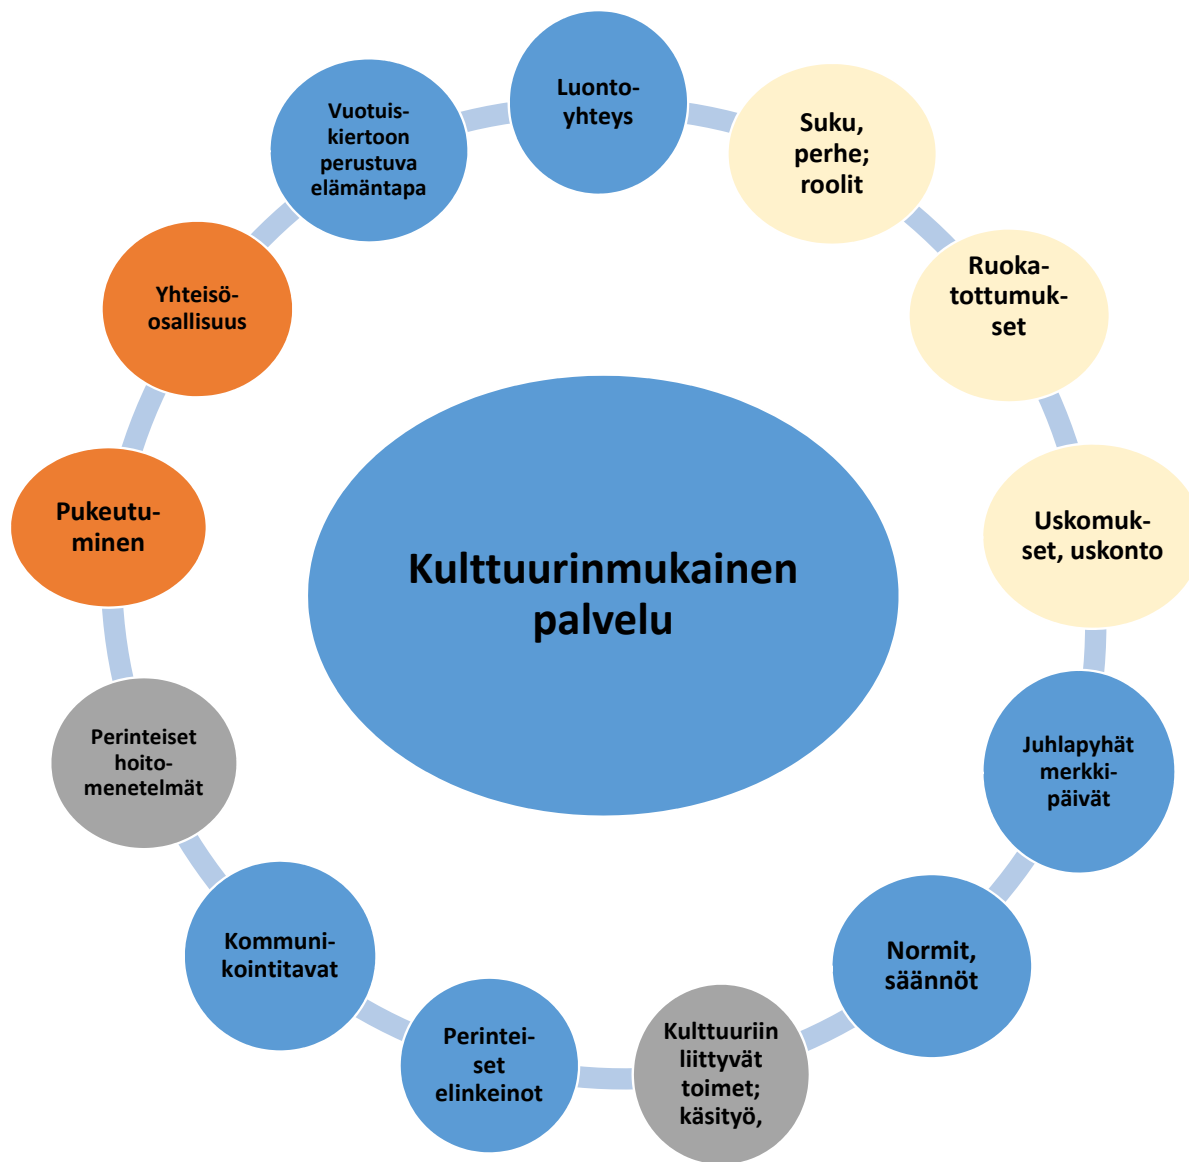 Luonto-
yhteys
Suku,
perhe;
roolit
Ruoka-
tottumuk-
set
Uskomuk-
set, uskonto
Juhlapyhät
merkki-
päivät
Normit,
säännöt
Kulttuuriin
liittyvät
toimet;
käsityö,
Perintei-
set
elinkeinot
Kommuni-
kointitavat
Perinteiset
hoito-
menetelmät
Pukeutu-
minen
Yhteisö-
osallisuus
Vuotuis-
kiertoon
perustuva
elämäntapa
Kulttuurinmukainen
palvelu